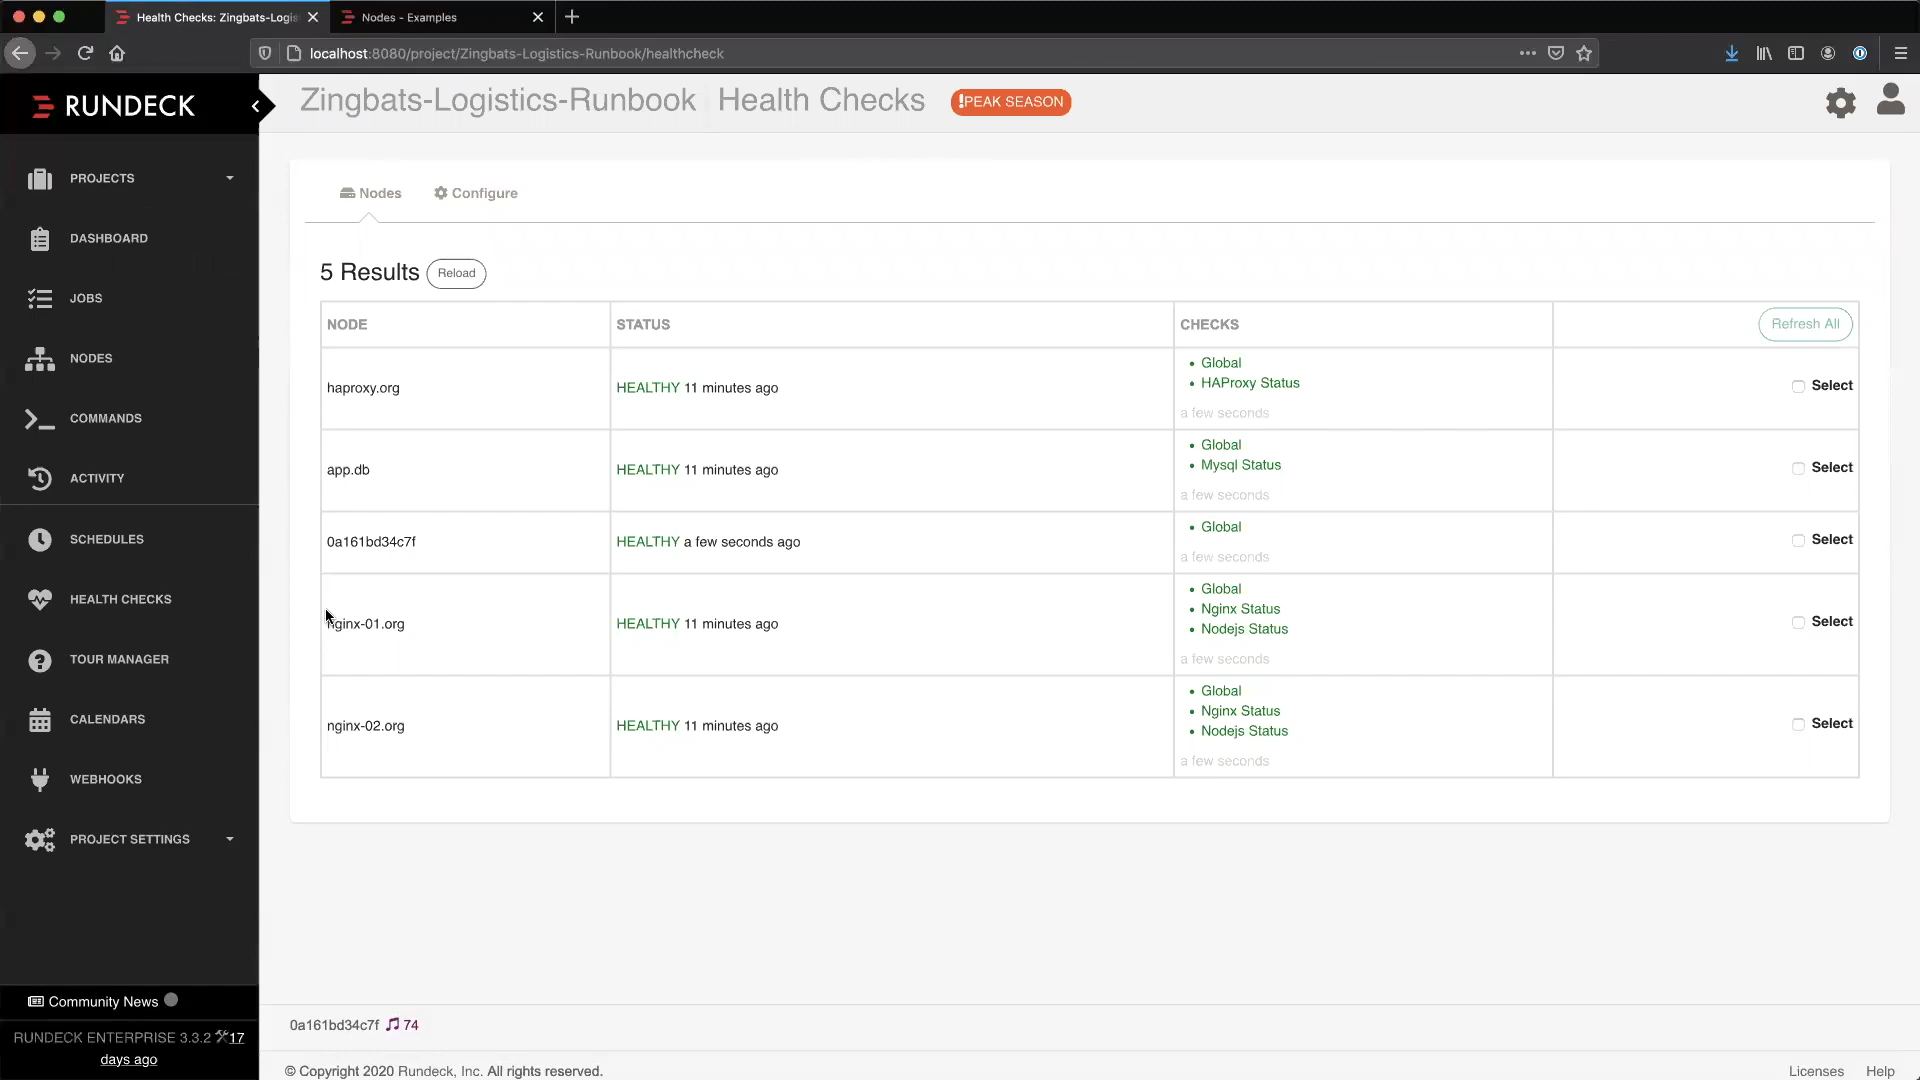 Health Checks: Zingbats-Logis
Nodes - Examples
localhost:8080/project/Zingbats-Logistics-Runbook/healthcheck
RUNDECK
Zingbats-Logistics-Runbook Health Checks
!PEAK SEASON
PROJECTS
DASHBOARD
JOBS
NODES
COMMANDS
ACTIVITY
SCHEDULES
HEALTH CHECKS
TOUR MANAGER
CALENDARS
WEBHOOKS
PROJECT SETTINGS
Community News
RUNDECK ENTERPRISE 3.3.2 17
days ago
Nodes
Configure
5 Results Reload
NODE STATUS CHECKS Refresh All
haproxy.org HEALTHY 11 minutes ago
Global
HAProxy Status
a few seconds
Select
app.db HEALTHY 11 minutes ago
Global
Mysql Status
a few seconds
Select
0a161bd34c7f HEALTHY a few seconds ago
Global
a few seconds
Select
nginx-01.org HEALTHY 11 minutes ago
Global
Nginx Status
Nodejs Status
a few seconds
Select
nginx-02.org HEALTHY 11 minutes ago
Global
Nginx Status
Nodejs Status
a few seconds
Select
0a161bd34c7f 74
© Copyright 2020 Rundeck, Inc. All rights reserved.
Licenses Help